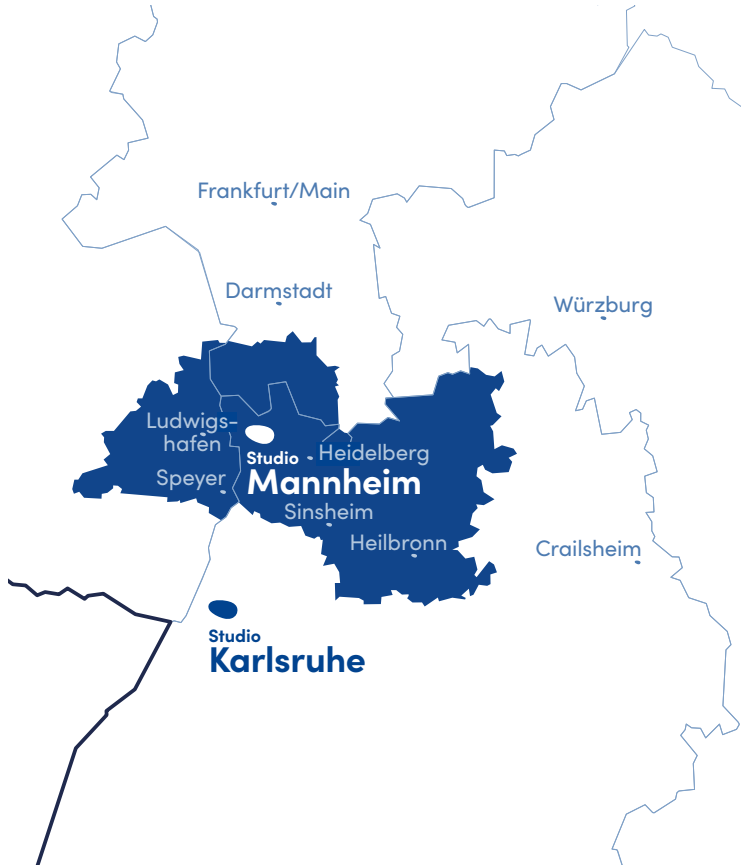 Frankfurt/Main
Darmstadt
Würzburg
Ludwigs-
hafen
Studio
Heidelberg
Mannheim
Speyer
Sinsheim
Heilbronn
Crailsheim
Studio
Karlsruhe